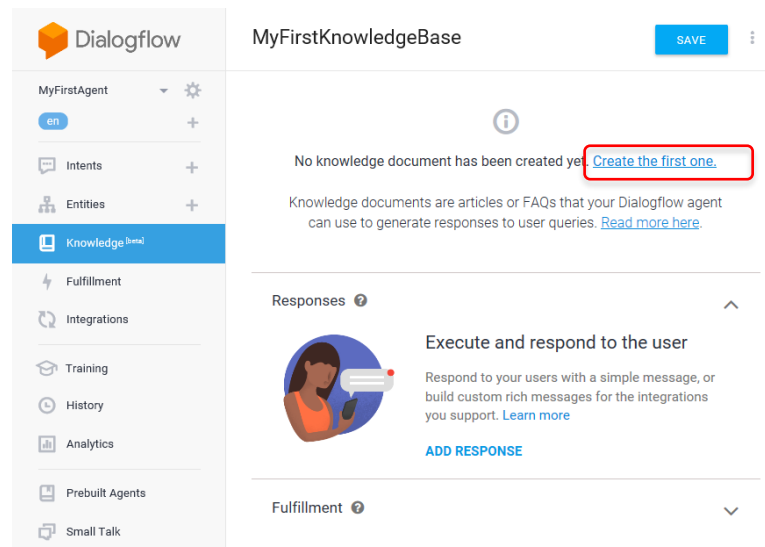 Dialogflow
MyFirstAgent
en
Intents
Entities
Knowledge [beta]
Fulfillment
Integrations
Training
History
Analytics
Prebuilt Agents
Small Talk
MyFirstKnowledgeBase
SAVE
No knowledge document has been created yet. Create the first one.
Knowledge documents are articles or FAQs that your Dialogflow agent
can use to generate responses to user queries. Read more here.
Responses
Execute and respond to the user
Respond to your users with a simple message, or
build custom rich messages for the integrations
you support. Learn more
ADD RESPONSE
Fulfillment